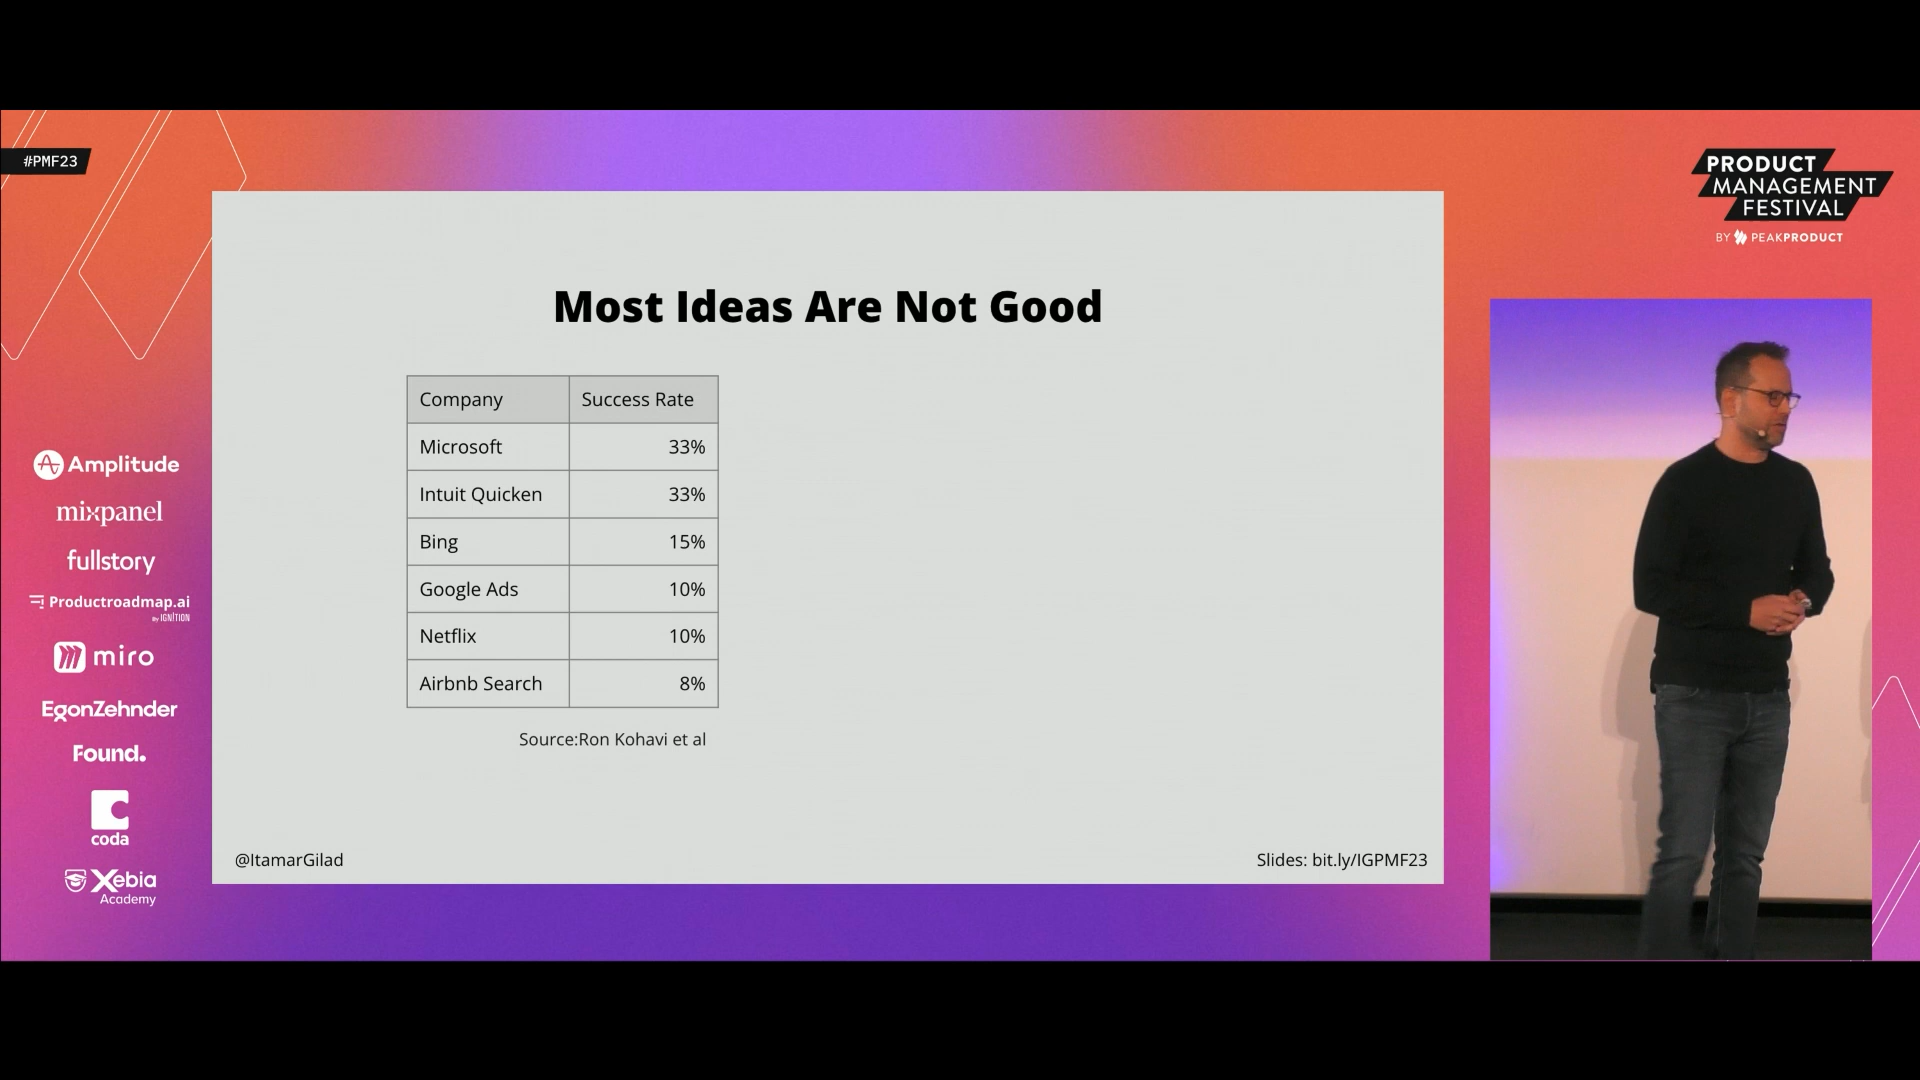 #PMF23
PRODUCT
MANAGEMENT
FESTIVAL
BY PEAKPRODUCT
Most Ideas Are Not Good
Company Success Rate
Microsoft 33%
Intuit Quicken 33%
Bing 15%
Google Ads 10%
Netflix 10%
Airbnb Search 8%
Source:Ron Kohavi et al
@ItamarGilad
Slides: bit.ly/IGPMF23
Amplitude
mixpanel
fullstory
Productroadmap.ai
By IGNITION
miro
EgonZehnder
Found.
coda
Xebia
Academy